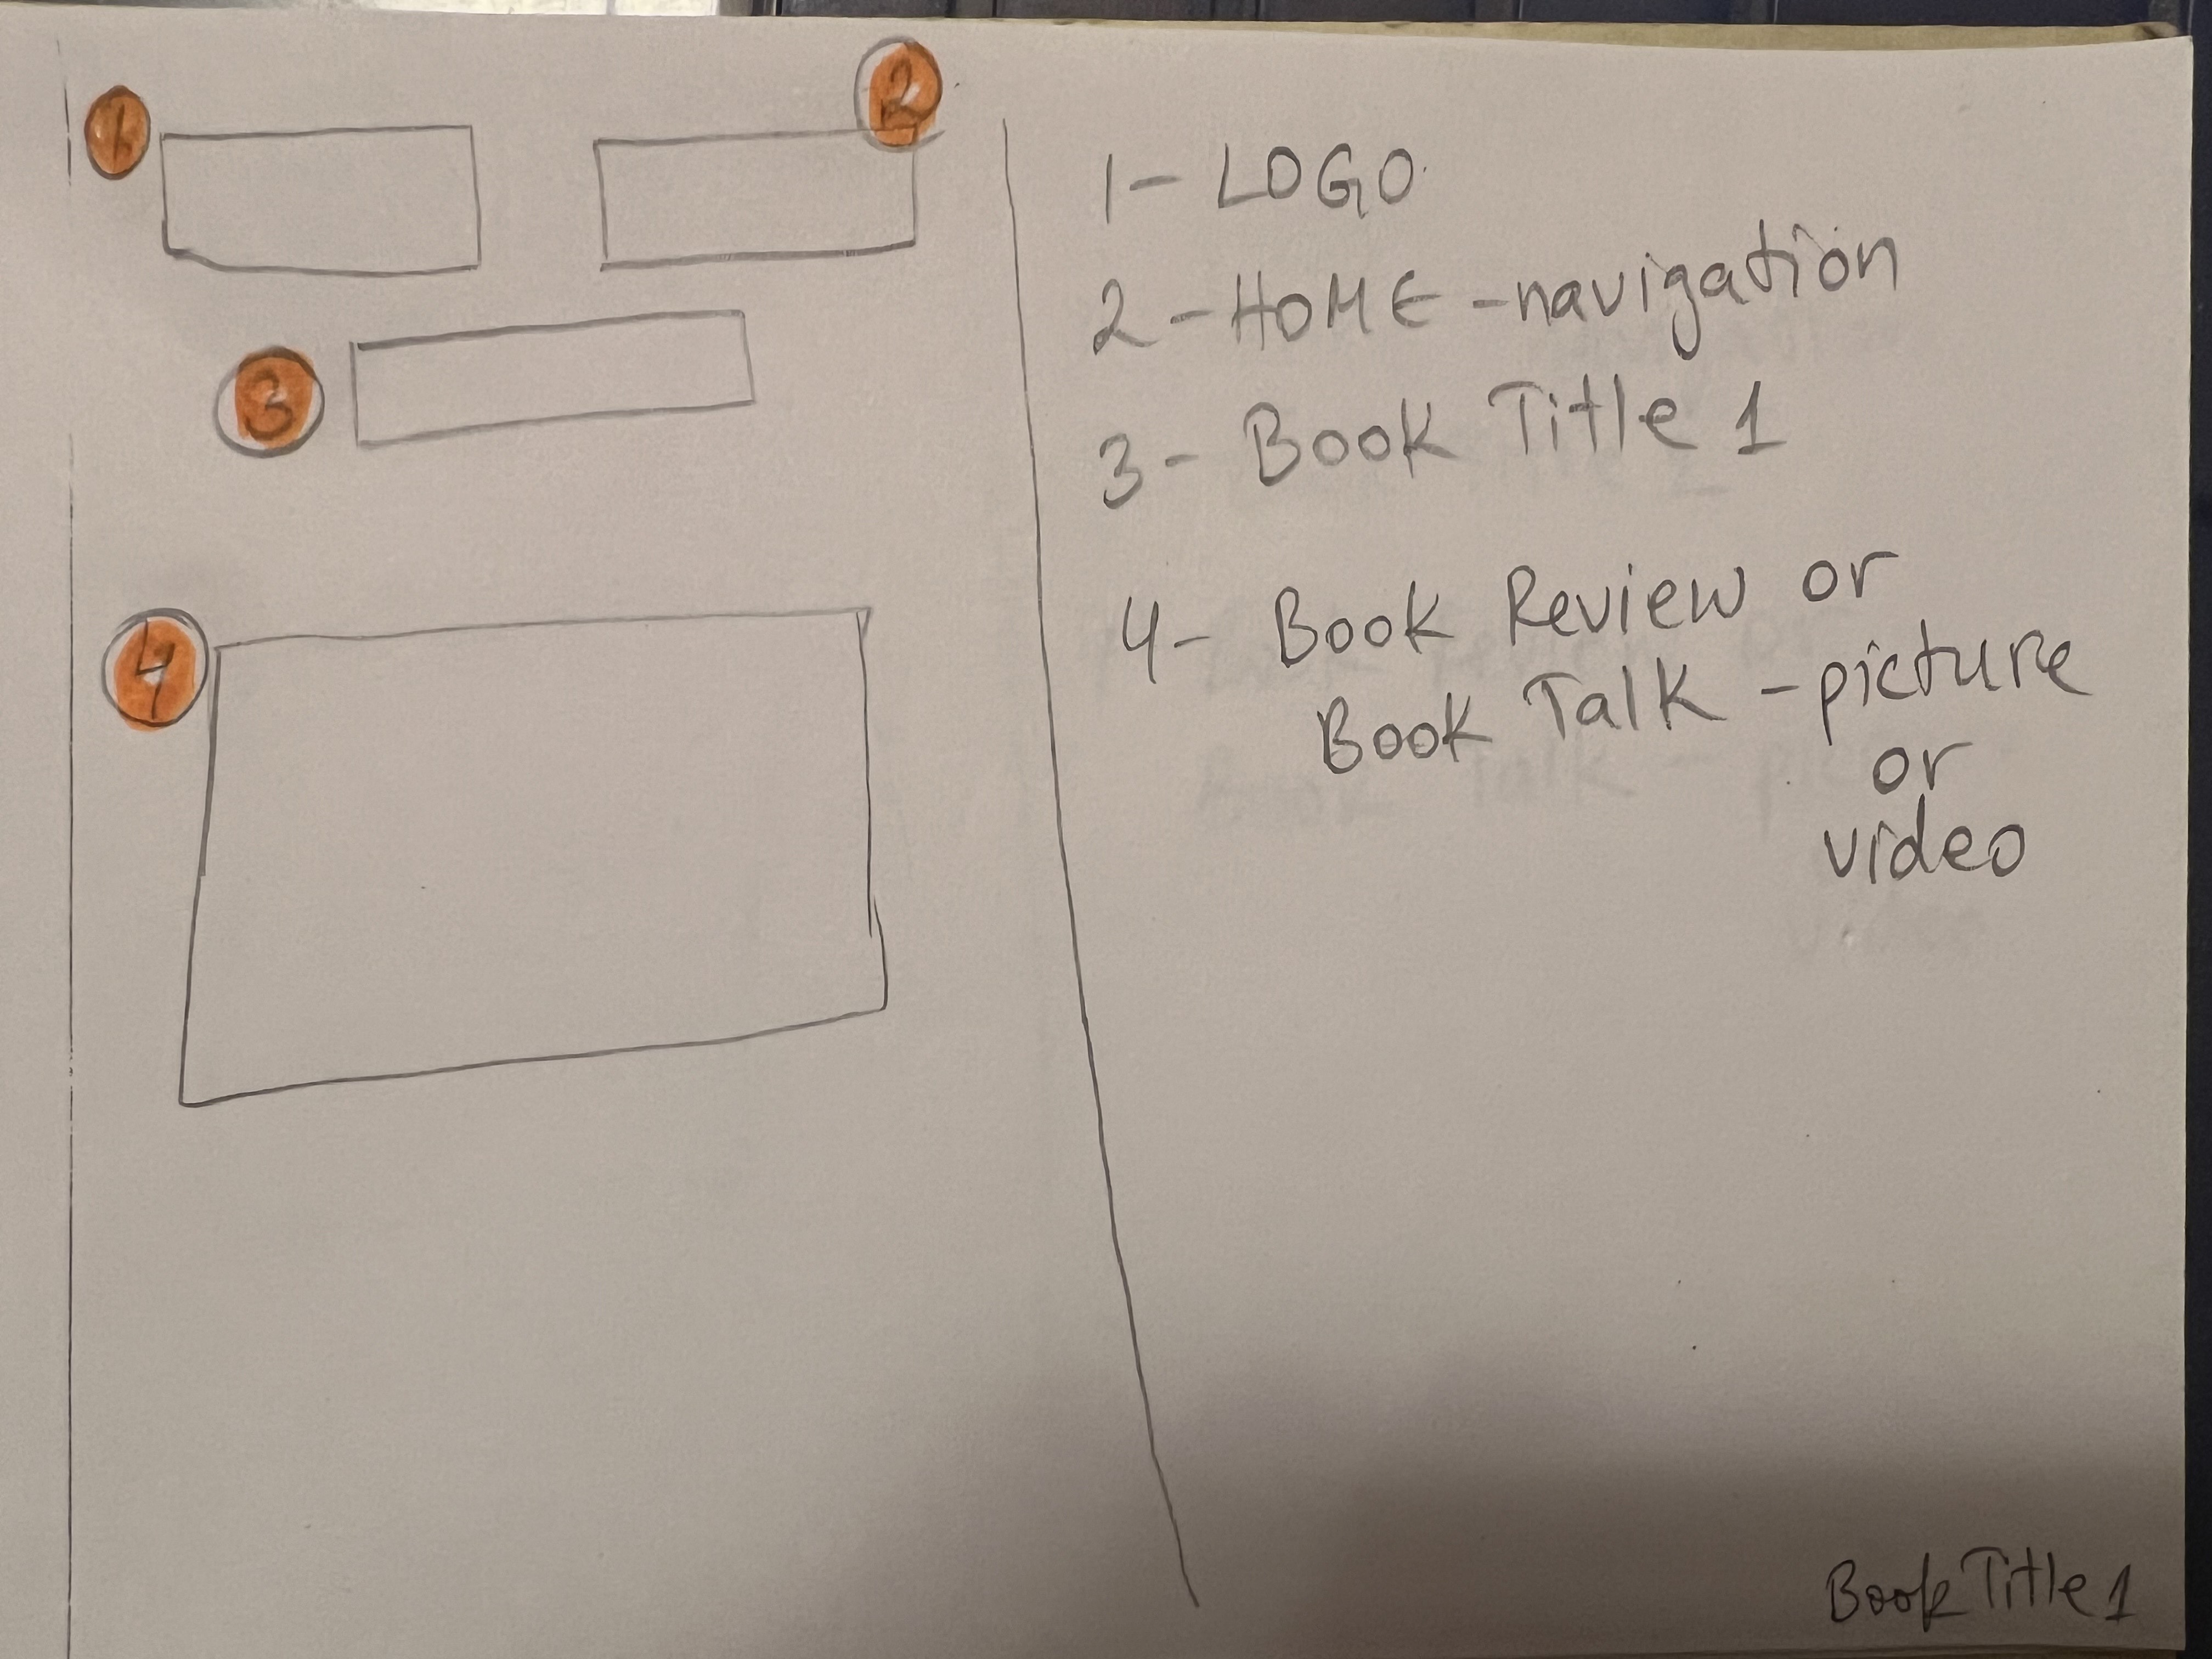 1
2
3
4
1- LOGO
2-HOME-navigation
3- Book Title 1
4- Book Review or
Book Talk -picture
or
video
Book Title 1